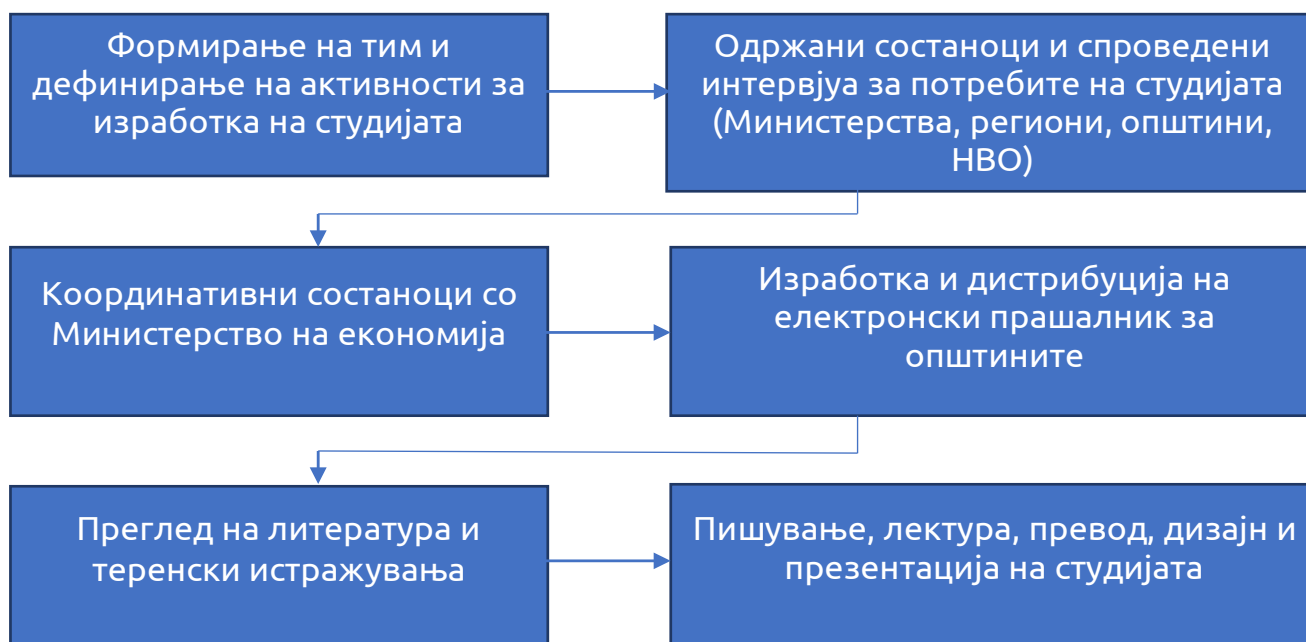 Формирање на тим и
дефинирање на активности за
изработка на студијата
Одржани состаноци и спроведени
интервјуа за потребите на студијата
(Министерства, региони, општини,
НВО)
Координативни состаноци со
Министерство на економија
Изработка и дистрибуција на
електронски прашалник за
општините
Преглед на литература и
теренски истражувања
Пишување, лектура, превод, дизајн и
презентација на студијата